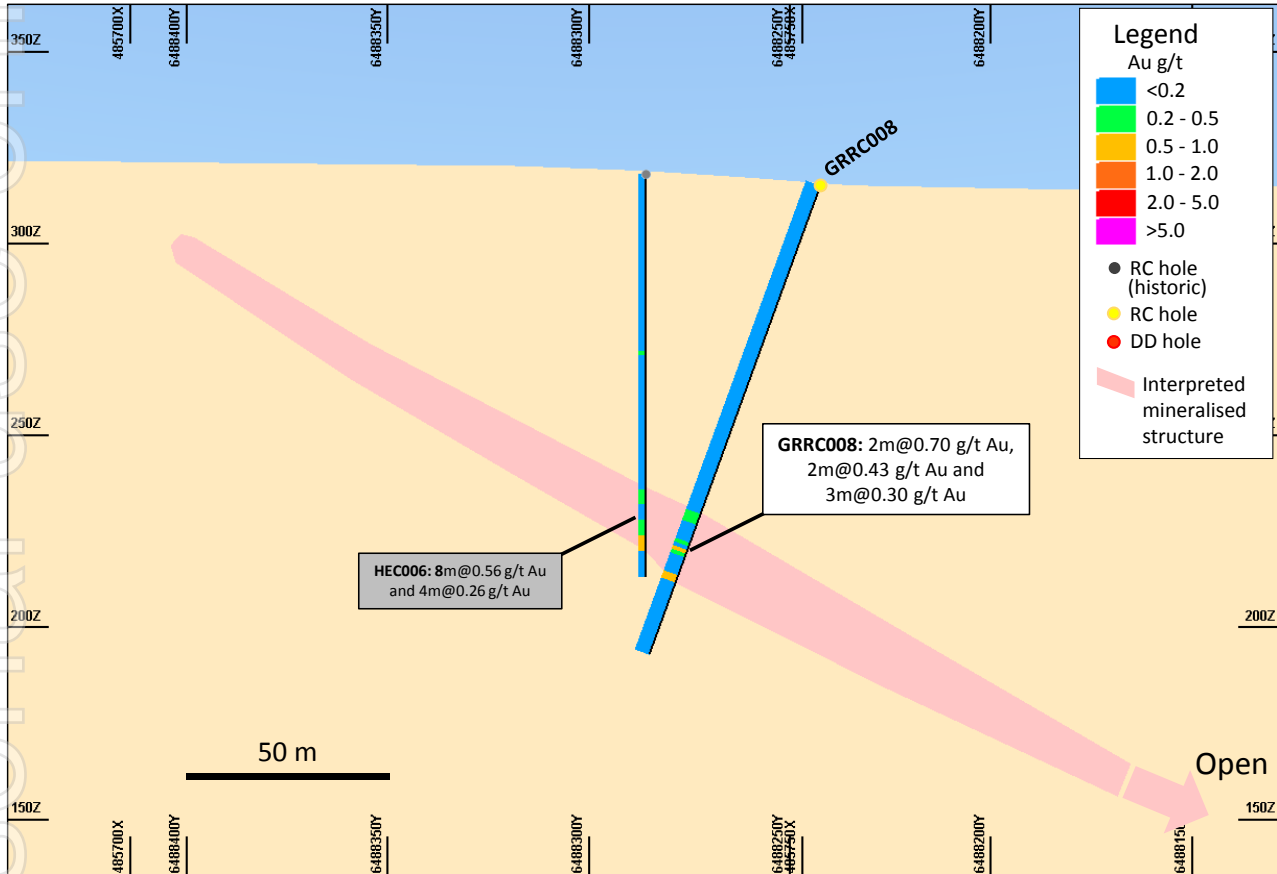 485700X
6488400Y
6488350Y
6488300Y
6488250Y
485750X
6488200Y
350Z
300Z
250Z
200Z
150Z
GRRC008
Legend
Au g/t
<0.2
0.2 - 0.5
0.5 - 1.0
1.0 - 2.0
2.0 - 5.0
>5.0
RC hole
(historic)
RC hole
DD hole
Interpreted
mineralised
structure
GRRC008: 2m@0.70 g/t Au,
2m@0.43 g/t Au and
3m@0.30 g/t Au
HEC006: 8m@0.56 g/t Au
and 4m@0.26 g/t Au
50 m
Open
200Z
150Z
485700X
6488400Y
6488350Y
6488300Y
6488250Y
485750X
6488200Y